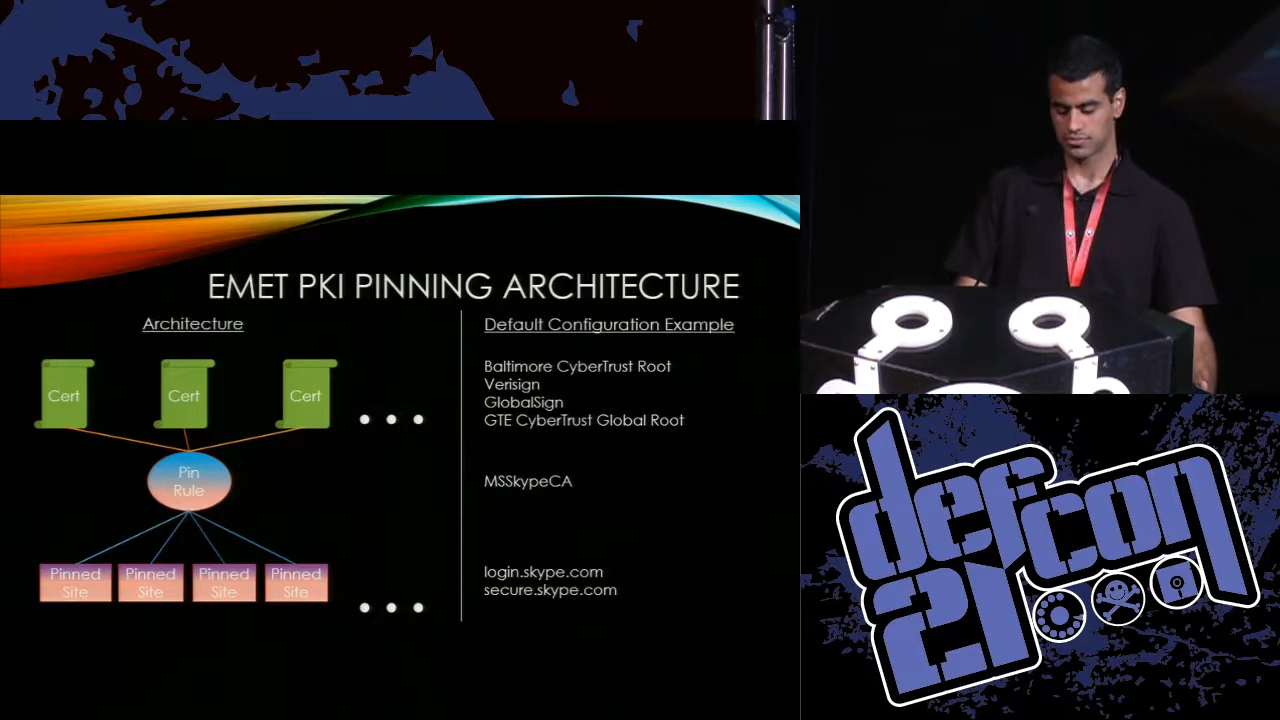 EMET PKI PINNING ARCHITECTURE
Architecture
Cert
Cert
Cert
Pin
Rule
Pinned
Site
Pinned
Site
Pinned
Site
Pinned
Site
Default Configuration Example
Baltimore CyberTrust Root
Verisign
GlobalSign
GTE CyberTrust Global Root
MSSkypeCA
login.skype.com
secure.skype.com
defcon
21